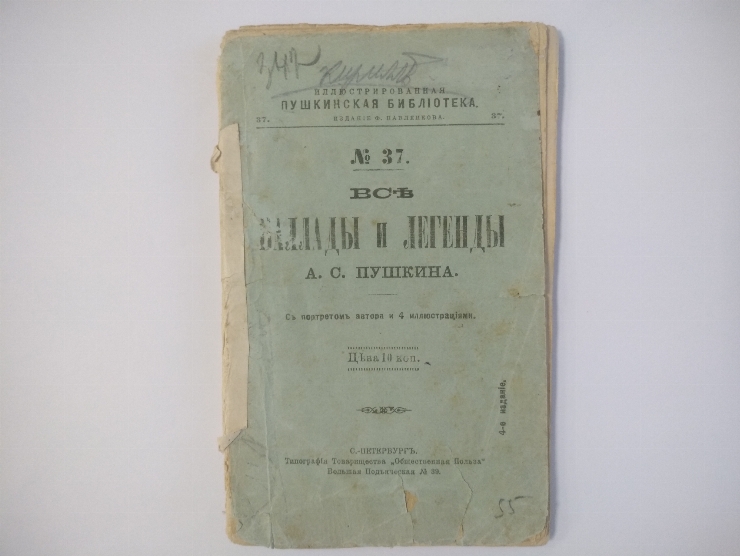 347
ИЛЛЮСТРИРОВАННАЯ
ПУШКИНСКАЯ БИБЛІОТЕКА.
37. ИЗДАНІЕ Ф. ПАВЛЕНКОВА. 37.
№ 37.
ВСѢ
БАЛЛАДЫ и ЛЕГЕНДЫ
А. С. ПУШКИНА.
Съ портретомъ автора и 4 иллюстраціями.
Цѣна 10 коп.
4-е изданіе.
С.-ПЕТЕРБУРГЪ.
Типографія Товарищества „Общественная Польза“
Большая Подъяческая № 39.
55